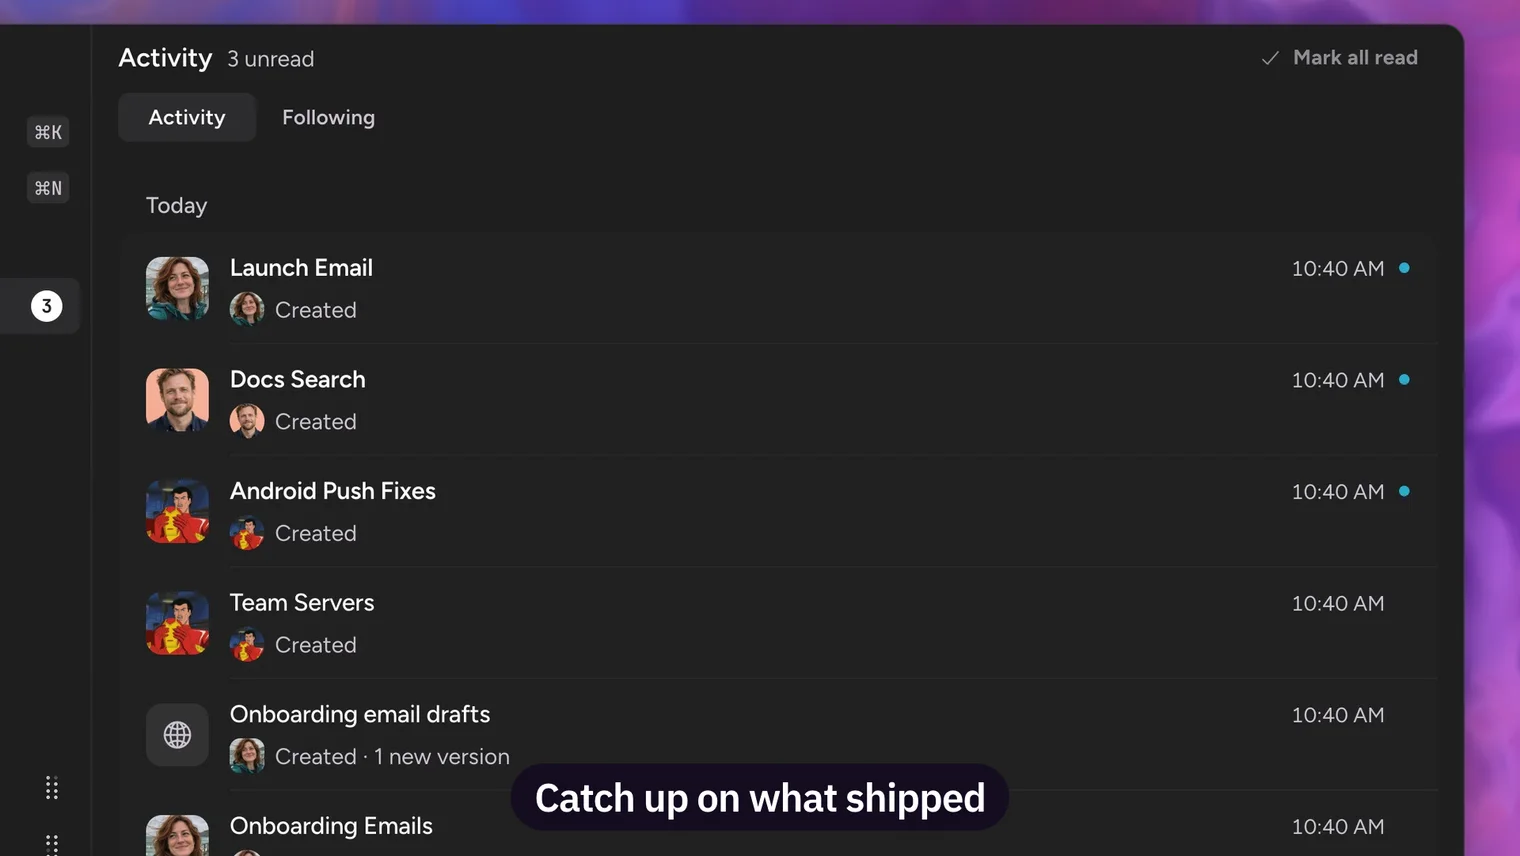 Activity 3 unread
Mark all read
Activity
Following
⌘K
⌘N
Today
Launch Email
10:40 AM
Created
3
Docs Search
10:40 AM
Created
Android Push Fixes
10:40 AM
Created
Team Servers
10:40 AM
Created
Onboarding email drafts
10:40 AM
Created · 1 new version
Catch up on what shipped
Onboarding Emails
10:40 AM